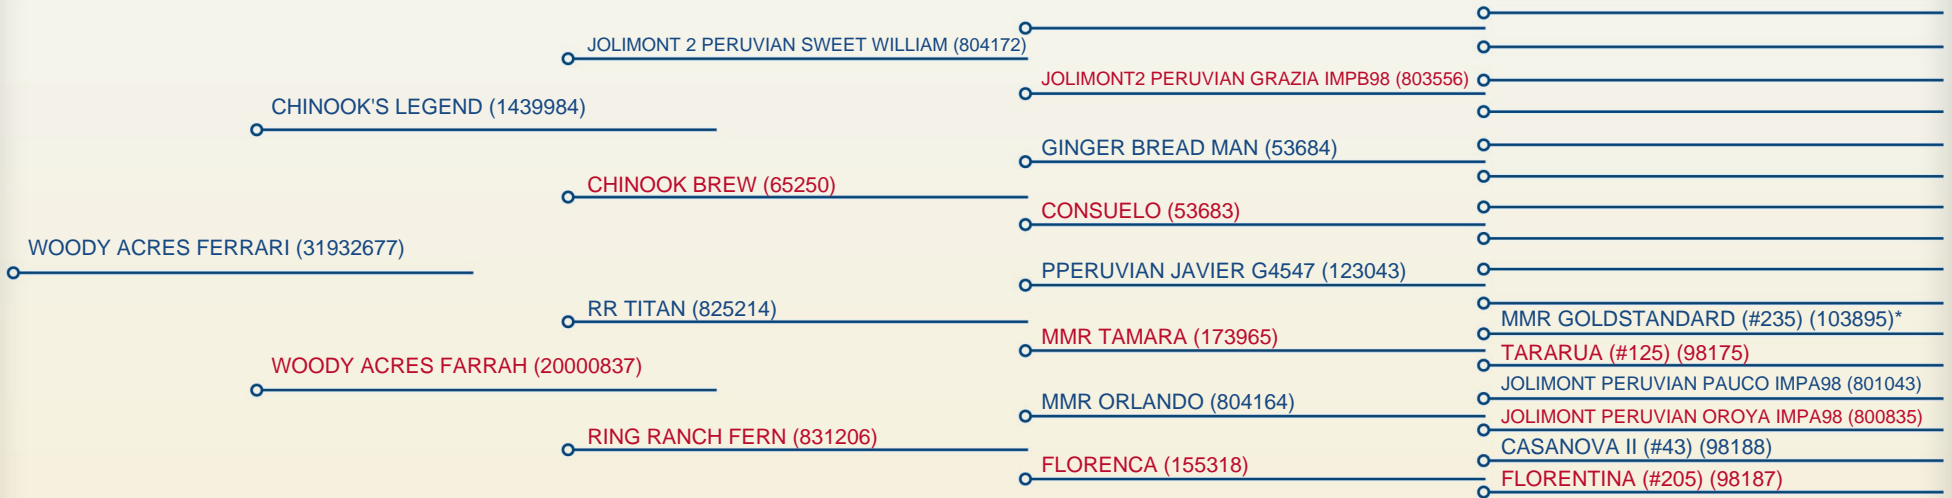 JOLIMONT 2 PERUVIAN SWEET WILLIAM (804172)
JOLIMONT2 PERUVIAN GRAZIA IMPB98 (803556)
CHINOOK'S LEGEND (1439984)
GINGER BREAD MAN (53684)
CHINOOK BREW (65250)
CONSUELO (53683)
WOODY ACRES FERRARI (31932677)
PPERUVIAN JAVIER G4547 (123043)
RR TITAN (825214)
MMR GOLDSTANDARD (#235) (103895)*
MMR TAMARA (173965)
TARARUA (#125) (98175)
WOODY ACRES FARRAH (20000837)
JOLIMONT PERUVIAN PAUCO IMPA98 (801043)
MMR ORLANDO (804164)
JOLIMONT PERUVIAN OROYA IMPA98 (800835)
RING RANCH FERN (831206)
CASANOVA II (#43) (98188)
FLORENCA (155318)
FLORENTINA (#205) (98187)